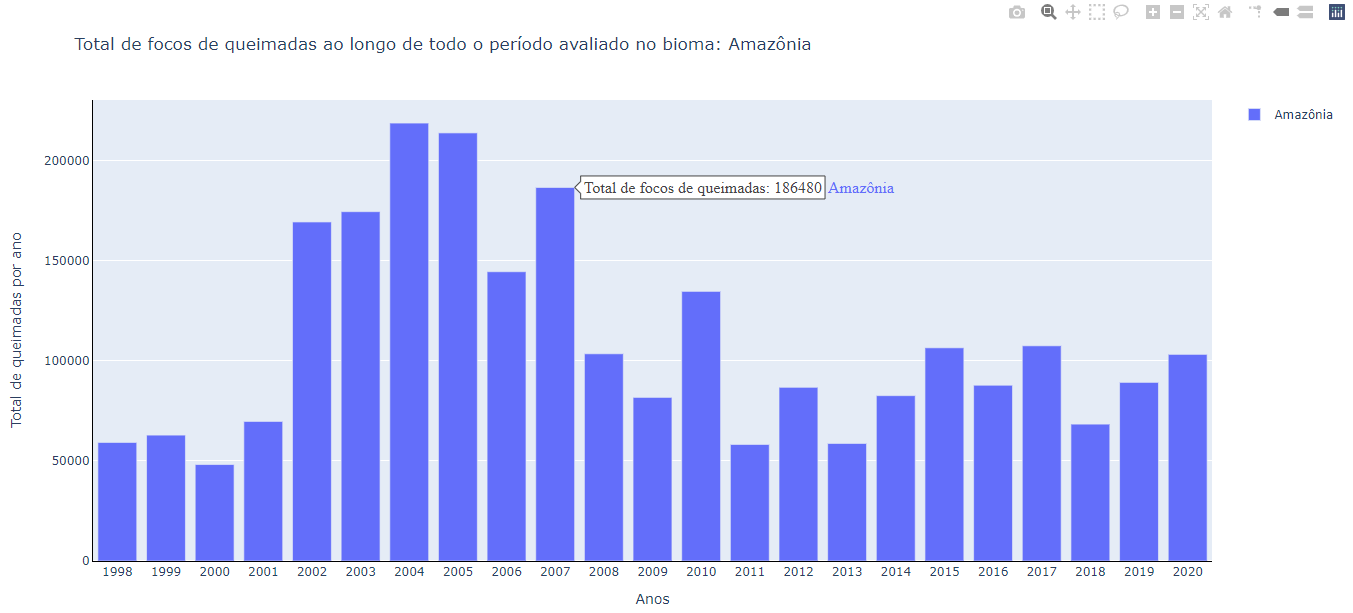 Total de focos de queimadas ao longo de todo o período avaliado no bioma: Amazônia
Amazônia
Total de queimadas por ano
200000
150000
100000
50000
0
Total de focos de queimadas: 186480 Amazônia
1998 1999 2000 2001 2002 2003 2004 2005 2006 2007 2008 2009 2010 2011 2012 2013 2014 2015 2016 2017 2018 2019 2020
Anos